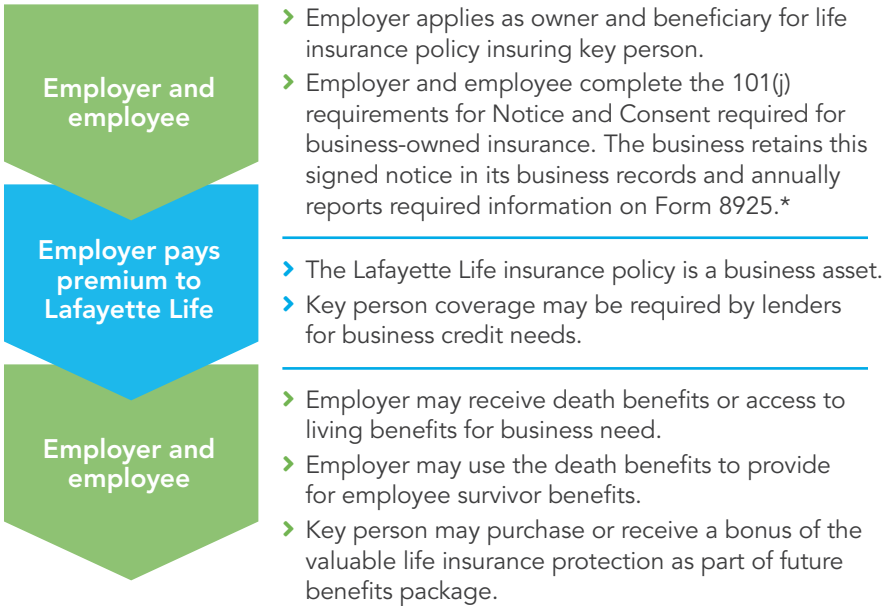 Employer and
employee
> Employer applies as owner and beneficiary for life
insurance policy insuring key person.
> Employer and employee complete the 101(j)
requirements for Notice and Consent required for
business-owned insurance. The business retains this
signed notice in its business records and annually
reports required information on Form 8925.*
Employer pays
premium to
Lafayette Life
> The Lafayette Life insurance policy is a business asset.
> Key person coverage may be required by lenders
for business credit needs.
Employer and
employee
> Employer may receive death benefits or access to
living benefits for business need.
> Employer may use the death benefits to provide
for employee survivor benefits.
> Key person may purchase or receive a bonus of the
valuable life insurance protection as part of future
benefits package.